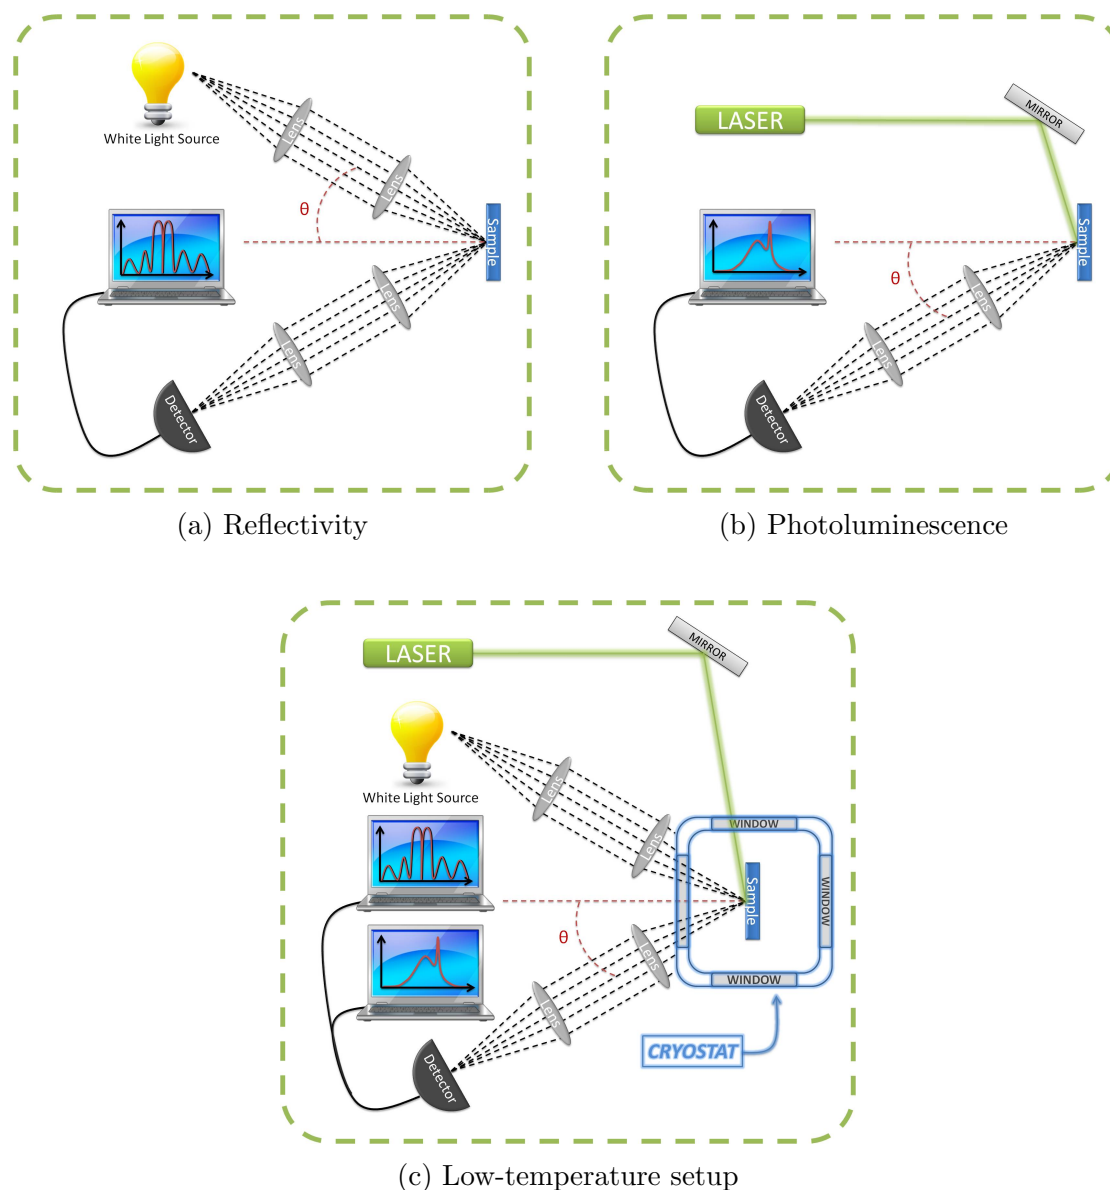 White Light Source
Lens
Lens
θ
Sample
Lens
Lens
Detector
(a) Reflectivity
LASER
MIRROR
Sample
θ
Lens
Lens
Detector
(b) Photoluminescence
LASER
MIRROR
White Light Source
Lens
Lens
WINDOW
WINDOW
Sample
θ
Lens
Lens
WINDOW
CRYOSTAT
Detector
(c) Low-temperature setup